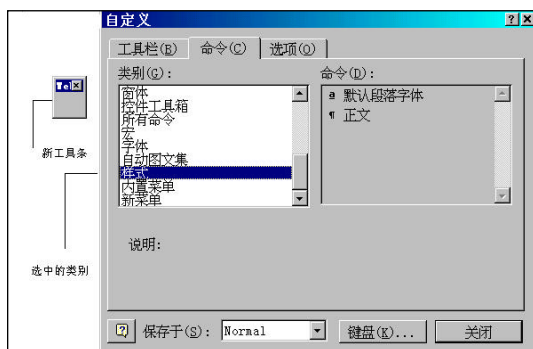 自定义
工具栏(B) 命令(C) 选项(O)
类别(G):
命令(D):
窗体
控件工具箱
所有命令
宏
字体
自动图文集
样式
内置菜单
新菜单
a 默认段落字体
¶ 正文
新工具条
选中的类别
说明:
保存于(S): Normal 键盘(K)... 关闭